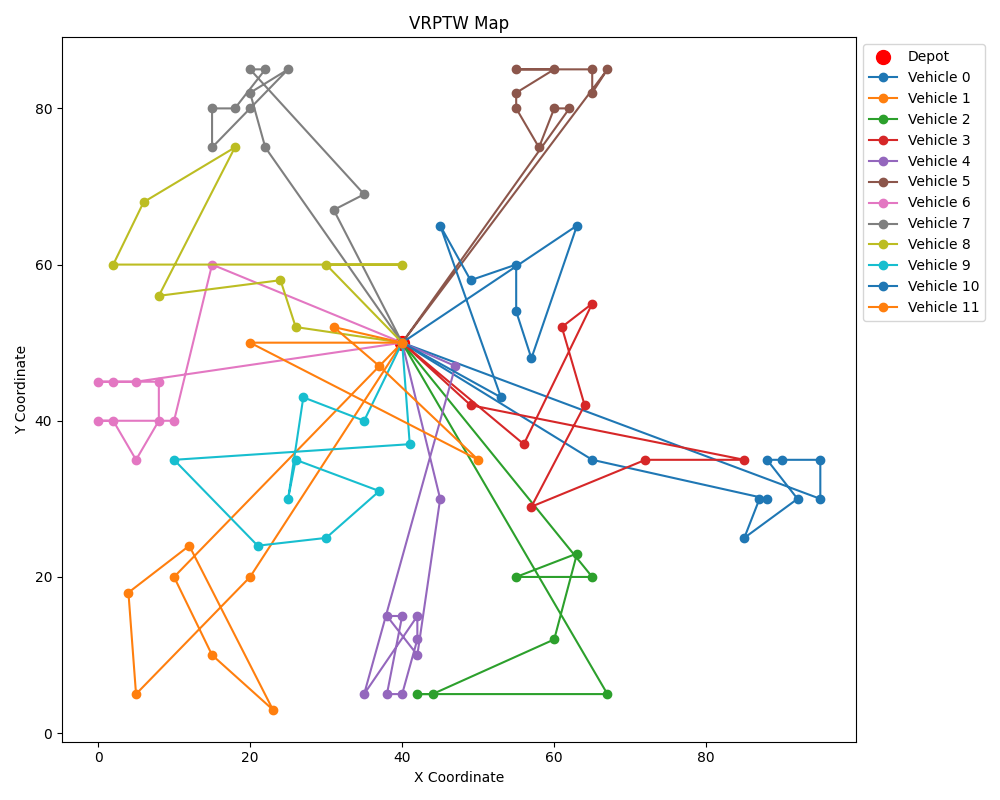 VRPTW Map
Y Coordinate
80
60
40
20
0
0 20 40 60 80
X Coordinate
Depot
Vehicle 0
Vehicle 1
Vehicle 2
Vehicle 3
Vehicle 4
Vehicle 5
Vehicle 6
Vehicle 7
Vehicle 8
Vehicle 9
Vehicle 10
Vehicle 11